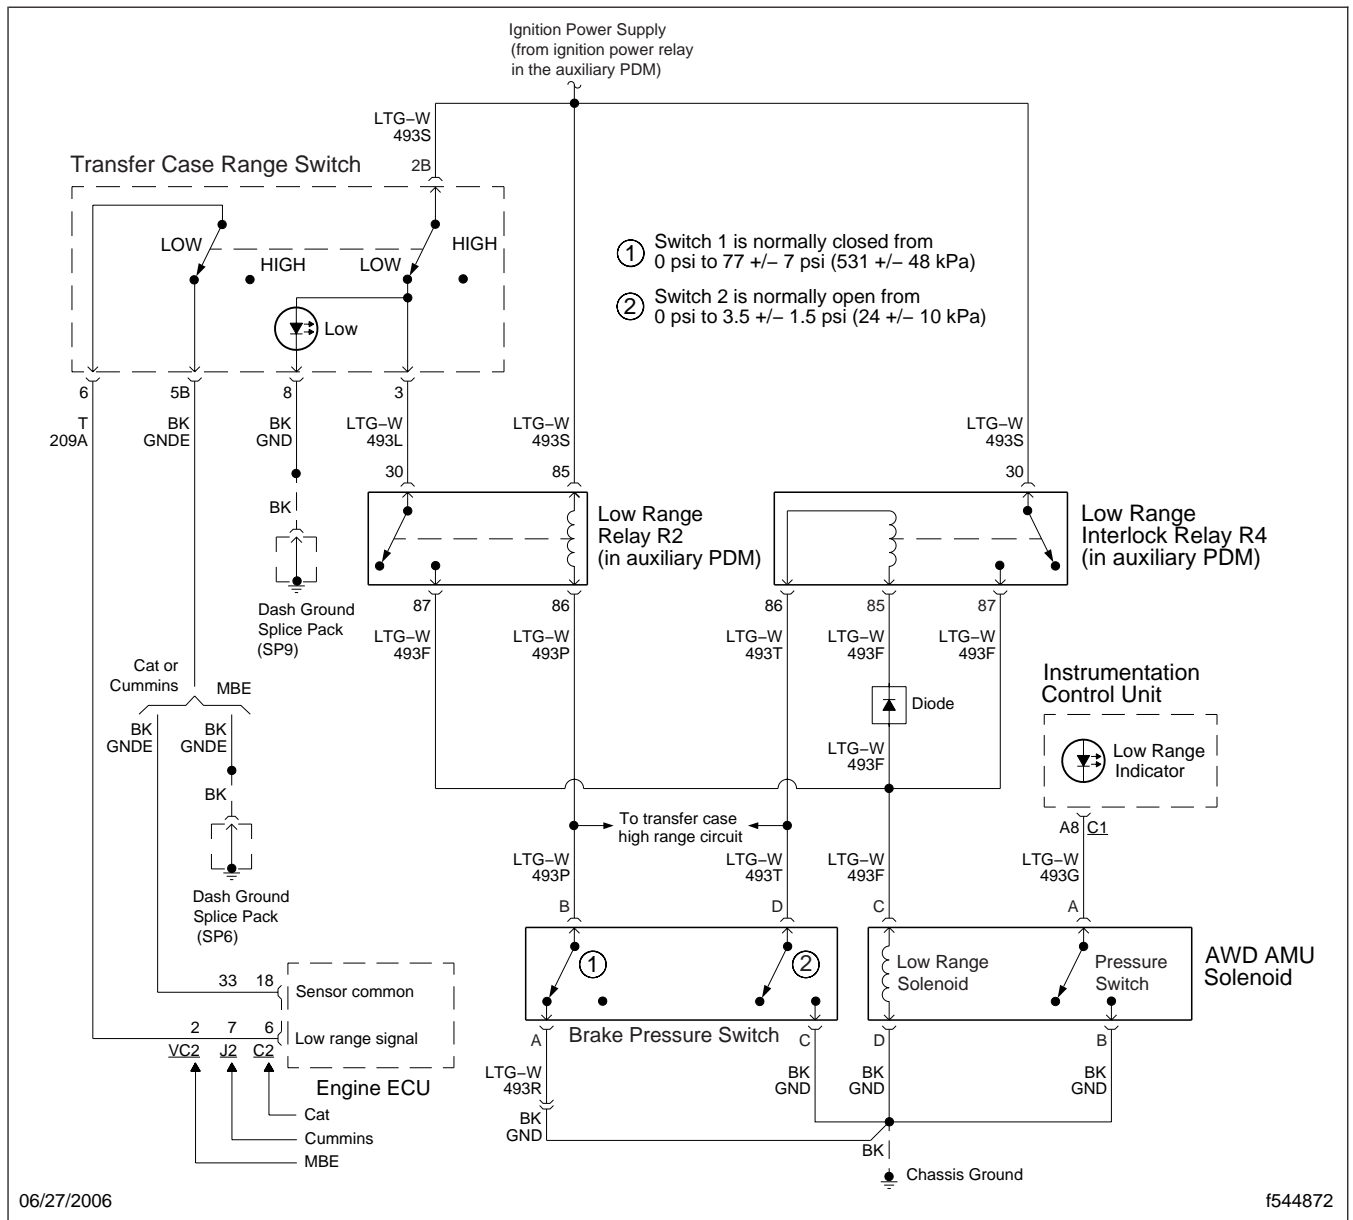 Ignition Power Supply
(from ignition power relay
in the auxiliary PDM)
LTG–W
493S
2B
Transfer Case Range Switch
LOW
HIGH
LOW
HIGH
Low
1
Switch 1 is normally closed from
0 psi to 77 +/– 7 psi (531 +/– 48 kPa)
2
Switch 2 is normally open from
0 psi to 3.5 +/– 1.5 psi (24 +/– 10 kPa)
6
5B
8
3
T
209A
BK
GNDE
BK
GND
LTG–W
493L
LTG–W
493S
LTG–W
493S
30
85
30
BK
Low Range
Relay R2
(in auxiliary PDM)
Low Range
Interlock Relay R4
(in auxiliary PDM)
Dash Ground
Splice Pack
(SP9)
87
86
86
85
87
LTG–W
493F
LTG–W
493P
LTG–W
493T
LTG–W
493F
LTG–W
493F
Cat or
Cummins
MBE
BK
GNDE
BK
GNDE
BK
Diode
LTG–W
493F
Instrumentation
Control Unit
Low Range
Indicator
A8 C1
To transfer case
high range circuit
Dash Ground
Splice Pack
(SP6)
LTG–W
493P
LTG–W
493T
LTG–W
493F
LTG–W
493G
B
D
C
A
1
2
Low Range
Solenoid
Pressure
Switch
AWD AMU
Solenoid
33
18
Sensor common
2
7
6
Low range signal
VC2
J2
C2
Engine ECU
A
Brake Pressure Switch
C
D
B
LTG–W
493R
BK
GND
BK
GND
BK
GND
BK
GND
Cat
Cummins
MBE
BK
Chassis Ground
06/27/2006
f544872